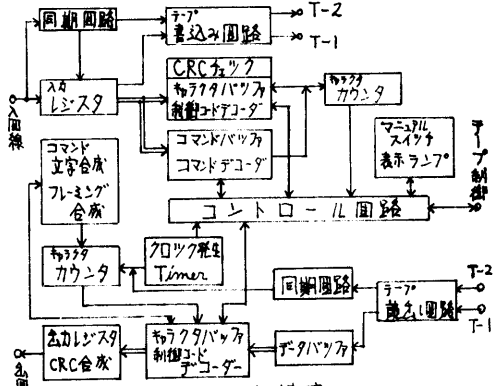 同期回路
テープ
書込み回路
T-2
T-1
入回線
入力
レジスタ
CRCチェック
キャラクタバッファ
制御コードデコーダ
キャラクタ
カウンタ
コマンド
文字合成
フレーミング
合成
コマンドバッファ
コマンドデコーダ
マニュアル
スイッチ
表示ランプ
テープ制御
コントロール回路
キャラクタ
カウンタ
クロック発生
Timer
同期回路
テープ
読出し回路
T-2
T-1
出力レジスタ
CRC合成
キャラクタバッファ
制御コード
デコーダー
データバッファ